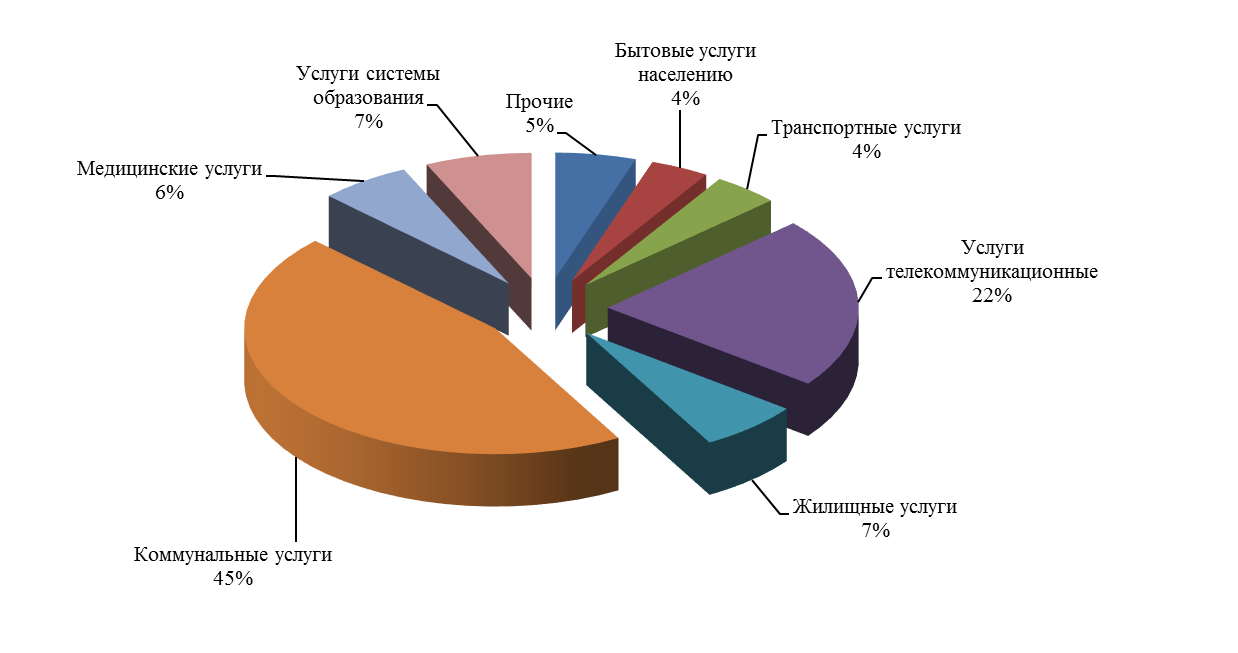 Бытовые услуги
населению
4%
Услуги системы
образования
7%
Прочие
5%
Транспортные услуги
4%
Медицинские услуги
6%
Услуги
телекоммуникационные
22%
Жилищные услуги
7%
Коммунальные услуги
45%